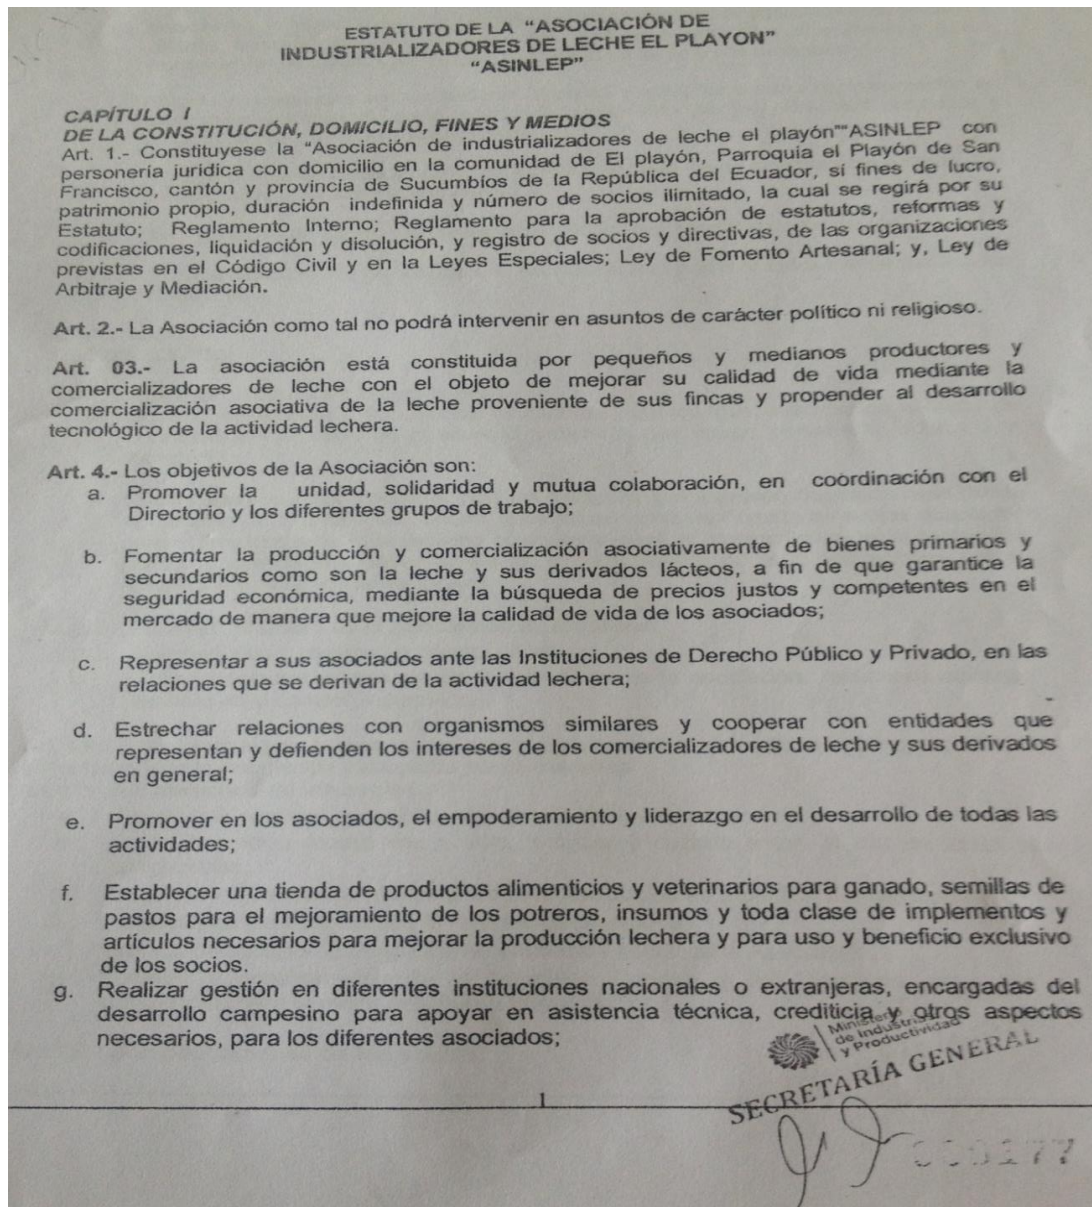 ESTATUTO DE LA “ASOCIACIÓN DE
INDUSTRIALIZADORES DE LECHE EL PLAYON”
“ASINLEP”
CAPÍTULO I
DE LA CONSTITUCIÓN, DOMICILIO, FINES Y MEDIOS
Art. 1.- Constituyese la “Asociación de industrializadores de leche el playón”“ASINLEP con
personería jurídica con domicilio en la comunidad de El playón, Parroquia el Playón de San
Francisco, cantón y provincia de Sucumbíos de la República del Ecuador, sí fines de lucro,
patrimonio propio, duración indefinida y número de socios ilimitado, la cual se regirá por su
Estatuto; Reglamento Interno; Reglamento para la aprobación de estatutos, reformas y
codificaciones, liquidación y disolución, y registro de socios y directivas, de las organizaciones
previstas en el Código Civil y en la Leyes Especiales; Ley de Fomento Artesanal; y, Ley de
Arbitraje y Mediación.
Art. 2.- La Asociación como tal no podrá intervenir en asuntos de carácter político ni religioso.
Art. 03.- La asociación está constituida por pequeños y medianos productores y
comercializadores de leche con el objeto de mejorar su calidad de vida mediante la
comercialización asociativa de la leche proveniente de sus fincas y propender al desarrollo
tecnológico de la actividad lechera.
Art. 4.- Los objetivos de la Asociación son:
a. Promover la unidad, solidaridad y mutua colaboración, en coordinación con el
Directorio y los diferentes grupos de trabajo;
b. Fomentar la producción y comercialización asociativamente de bienes primarios y
secundarios como son la leche y sus derivados lácteos, a fin de que garantice la
seguridad económica, mediante la búsqueda de precios justos y competentes en el
mercado de manera que mejore la calidad de vida de los asociados;
c. Representar a sus asociados ante las Instituciones de Derecho Público y Privado, en las
relaciones que se derivan de la actividad lechera;
d. Estrechar relaciones con organismos similares y cooperar con entidades que
representan y defienden los intereses de los comercializadores de leche y sus derivados
en general;
e. Promover en los asociados, el empoderamiento y liderazgo en el desarrollo de todas las
actividades;
f. Establecer una tienda de productos alimenticios y veterinarios para ganado, semillas de
pastos para el mejoramiento de los potreros, insumos y toda clase de implementos y
artículos necesarios para mejorar la producción lechera y para uso y beneficio exclusivo
de los socios.
g. Realizar gestión en diferentes instituciones nacionales o extranjeras, encargadas del
desarrollo campesino para apoyar en asistencia técnica, crediticia y otros aspectos
necesarios, para los diferentes asociados;
Ministerio
de Industrias
y Productividad
SECRETARÍA GENERAL
1